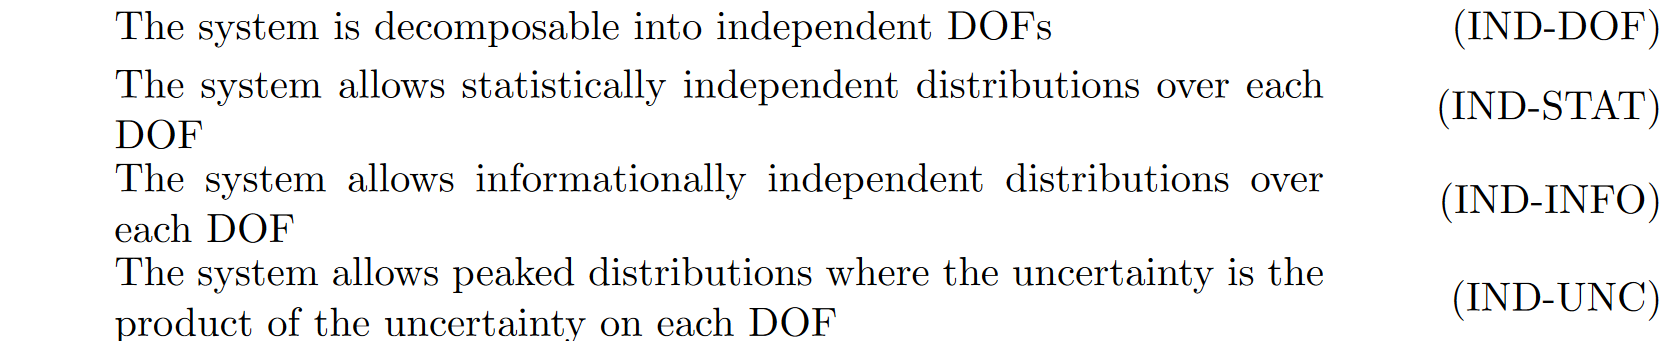 The system is decomposable into independent DOFs (IND-DOF)
The system allows statistically independent distributions over each
DOF
(IND-STAT)
The system allows informationally independent distributions over
each DOF
(IND-INFO)
The system allows peaked distributions where the uncertainty is the
product of the uncertainty on each DOF
(IND-UNC)